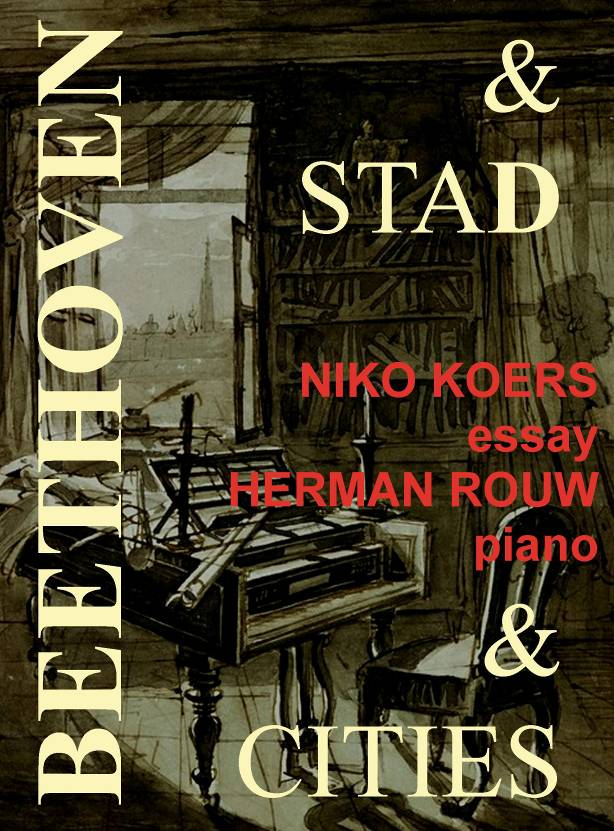 BEETHOVEN
&
STAD
NIKO KOERS
essay
HERMAN ROUW
piano
&
CITIES